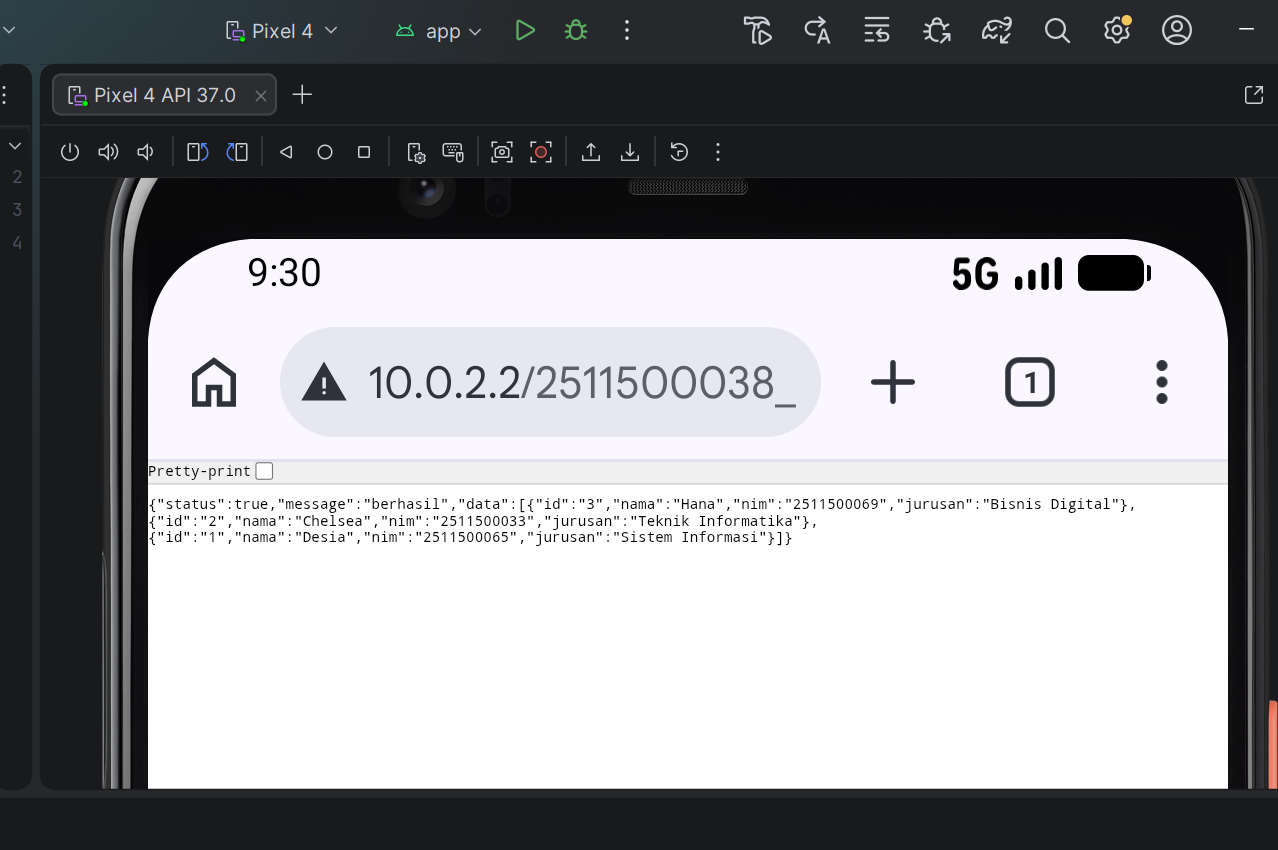 Pixel 4
app
Pixel 4 API 37.0
2
3
4
9:30
5G
10.0.2.2/2511500038_
1
Pretty-print
{"status":true,"message":"berhasil","data":[{"id":"3","nama":"Hana","nim":"2511500069","jurusan":"Bisnis Digital"},
{"id":"2","nama":"Chelsea","nim":"2511500033","jurusan":"Teknik Informatika"},
{"id":"1","nama":"Desia","nim":"2511500065","jurusan":"Sistem Informasi"}]}